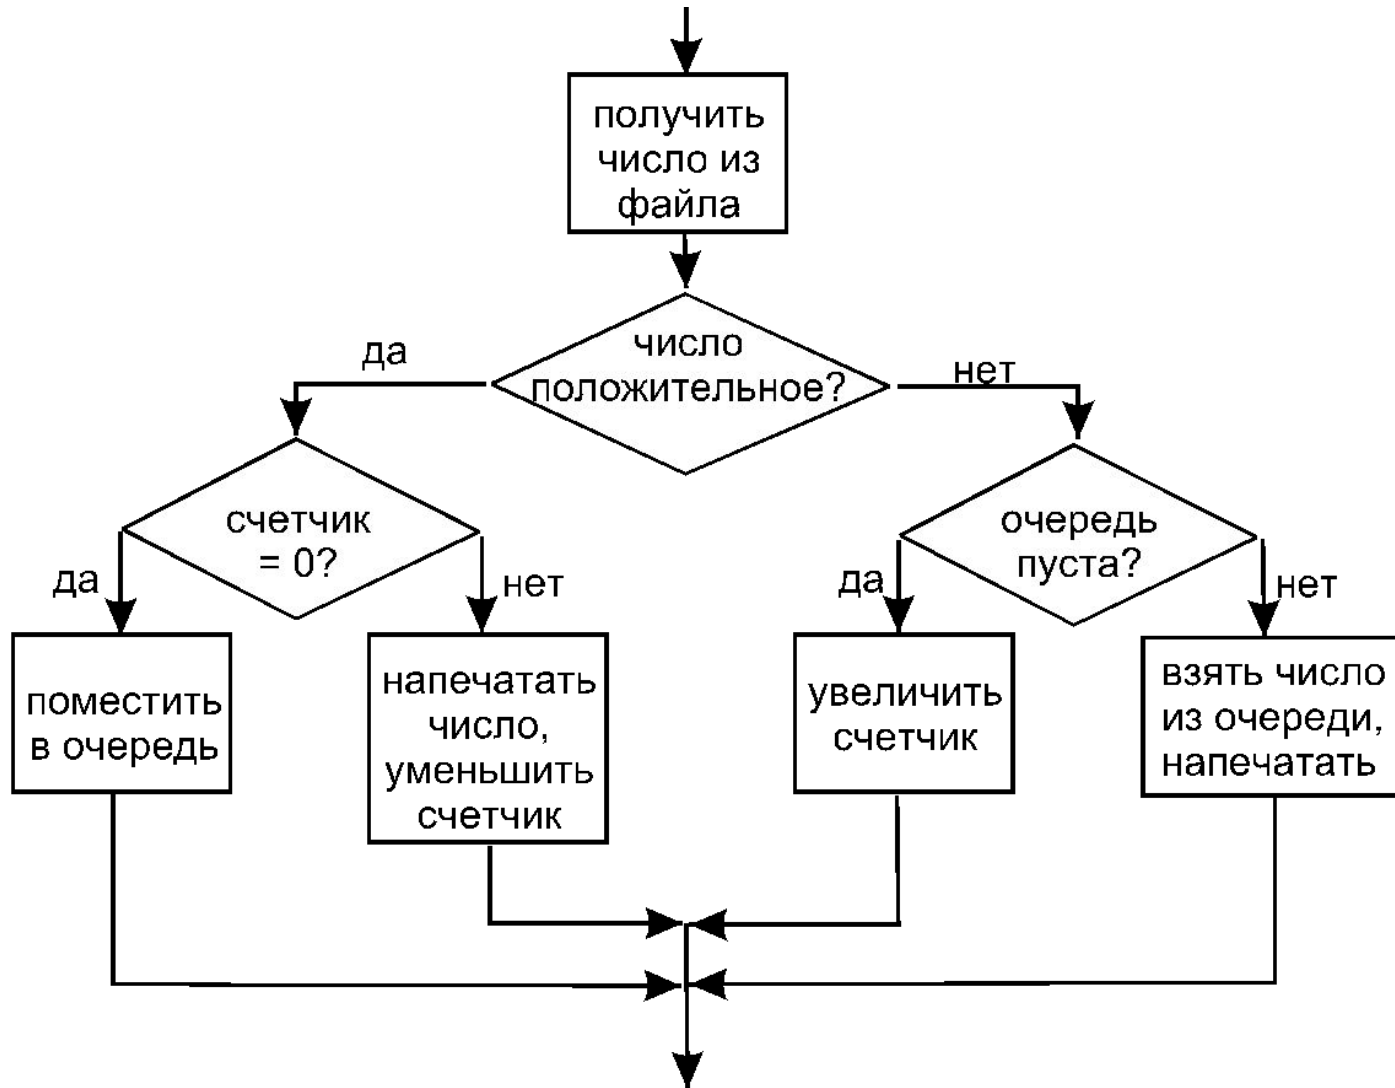 получить
число из
файла
число
положительное?
да
нет
счетчик
= 0?
да
нет
очередь
пуста?
да
нет
поместить
в очередь
напечатать
число,
уменьшить
счетчик
увеличить
счетчик
взять число
из очереди,
напечатать